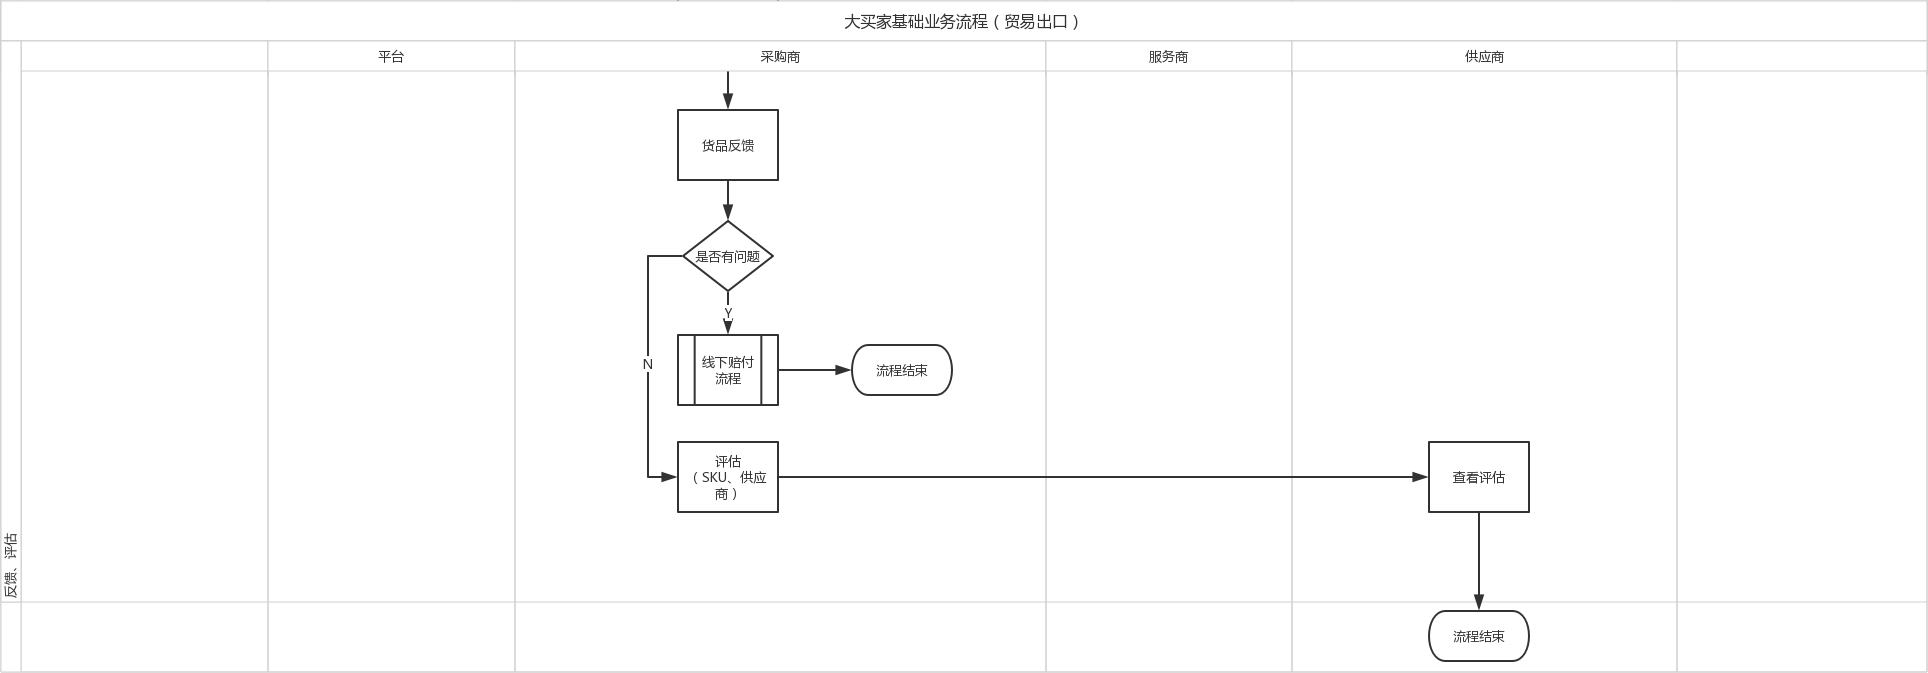 大买家基础业务流程（贸易出口）
平台
采购商
服务商
供应商
货品反馈
是否有问题
Y
N
线下赔付
流程
流程结束
评估
（SKU、供应
商）
查看评估
反馈、评估
流程结束